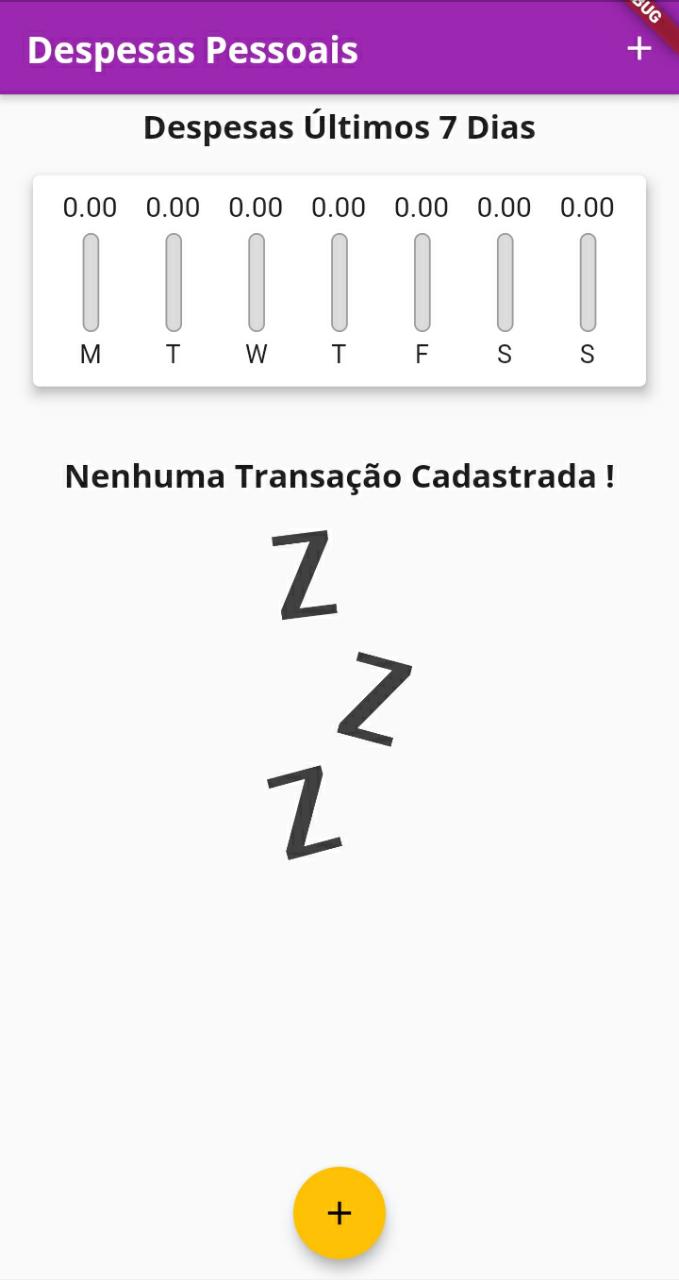 Despesas Pessoais +
Despesas Últimos 7 Dias
0.00 0.00 0.00 0.00 0.00 0.00 0.00
M T W T F S S
Nenhuma Transação Cadastrada !
Z
Z
Z
+